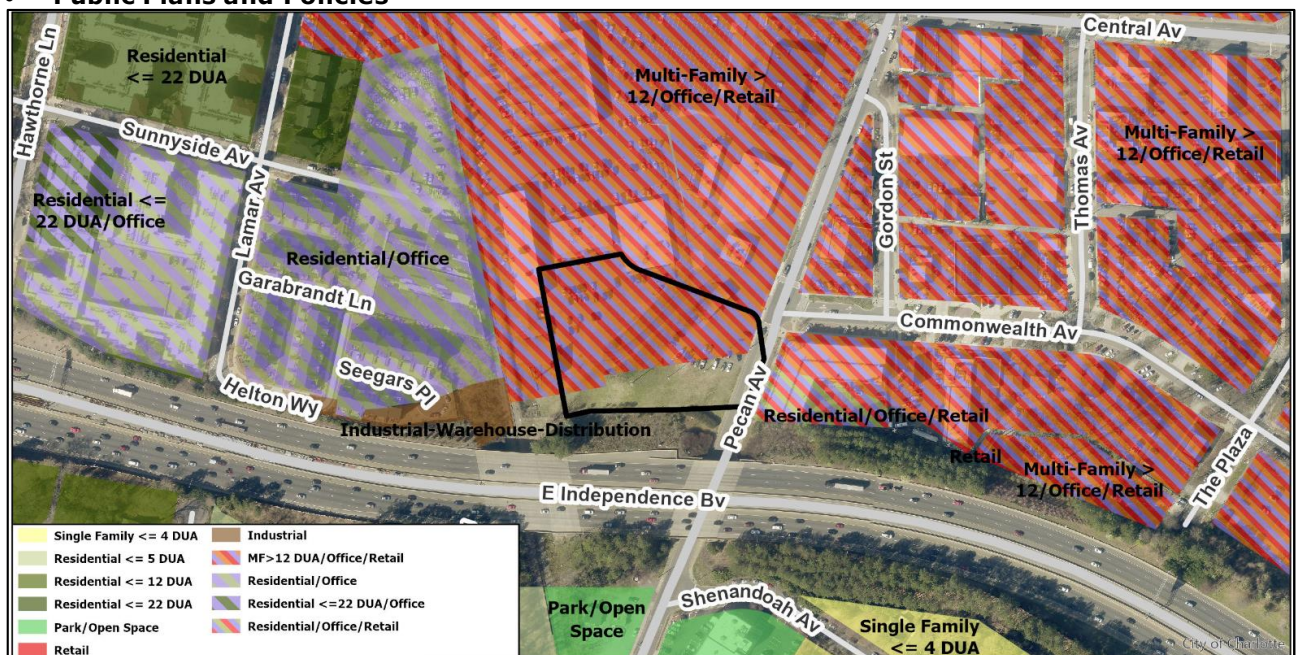 • Public Plans and Policies
Central Av
Hawthorne Ln
Residential
<= 22 DUA
Multi-Family >
12/Office/Retail
Sunnyside Av
Gordon St
Thomas Av
Multi-Family >
12/Office/Retail
Residential <=
22 DUA/Office
Lamar Av
Residential/Office
Garabrandt Ln
Commonwealth Av
Seegars Pl
Helton Wy
Pecan Av
Residential/Office/Retail
Industrial-Warehouse-Distribution
Retail
Multi-Family >
12/Office/Retail
The Plaza
E Independence Bv
Single Family <= 4 DUA
Residential <= 5 DUA
Residential <= 12 DUA
Residential <= 22 DUA
Park/Open Space
Retail
Industrial
MF>12 DUA/Office/Retail
Residential/Office
Residential <=22 DUA/Office
Residential/Office/Retail
Park/Open
Space
Shenandoah Av
Single Family
<= 4 DUA
City of Charlotte